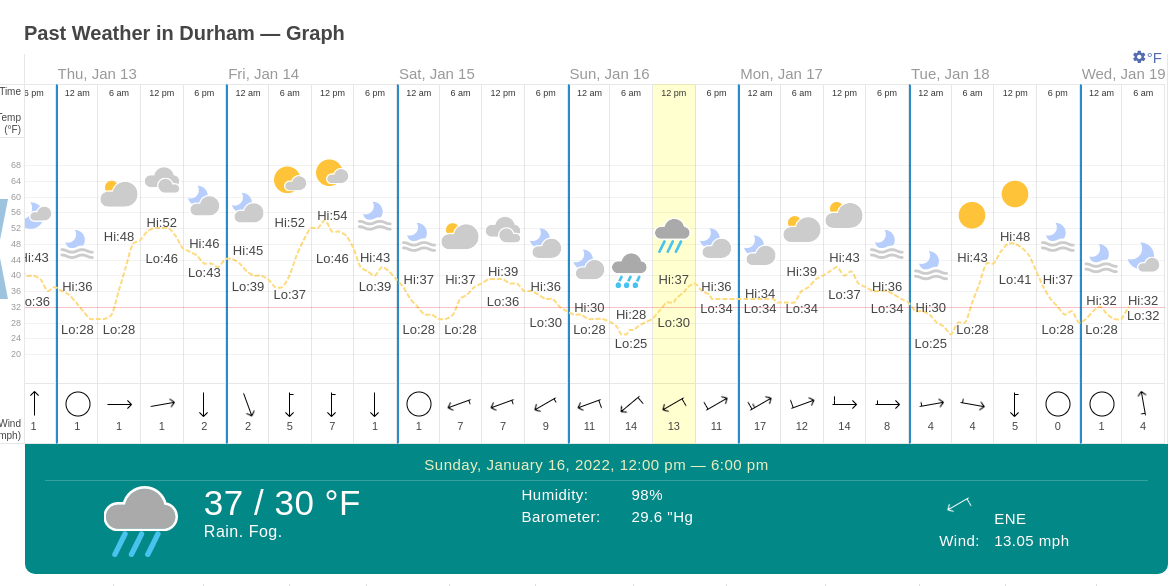 Past Weather in Durham — Graph
°F
Thu, Jan 13 Fri, Jan 14 Sat, Jan 15 Sun, Jan 16 Mon, Jan 17 Tue, Jan 18 Wed, Jan 19
Time 6 pm 12 am 6 am 12 pm 6 pm 12 am 6 am 12 pm 6 pm 12 am 6 am 12 pm 6 pm 12 am 6 am 12 pm 6 pm 12 am 6 am 12 pm 6 pm 12 am 6 am 12 pm 6 pm 12 am 6 am
Temp
(°F)
68
64
60
56
52
48
44
40
36
32
28
24
20
Hi:43 Hi:36 Hi:48 Hi:52 Hi:46 Hi:45 Hi:52 Hi:54 Hi:43 Hi:37 Hi:37 Hi:39 Hi:36 Hi:30 Hi:28 Hi:37 Hi:36 Hi:34 Hi:39 Hi:43 Hi:36 Hi:30 Hi:43 Hi:48 Hi:37 Hi:32 Hi:32
Lo:36 Lo:28 Lo:28 Lo:46 Lo:43 Lo:39 Lo:37 Lo:46 Lo:39 Lo:28 Lo:28 Lo:36 Lo:30 Lo:28 Lo:25 Lo:30 Lo:34 Lo:34 Lo:34 Lo:37 Lo:34 Lo:25 Lo:28 Lo:41 Lo:28 Lo:28 Lo:32
Wind
(mph)
1 1 1 1 2 2 5 7 1 1 7 7 9 11 14 13 11 17 12 14 8 4 4 5 0 1 4
Sunday, January 16, 2022, 12:00 pm — 6:00 pm
37 / 30 °F
Rain. Fog.
Humidity: 98%
Barometer: 29.6 "Hg
ENE
Wind: 13.05 mph